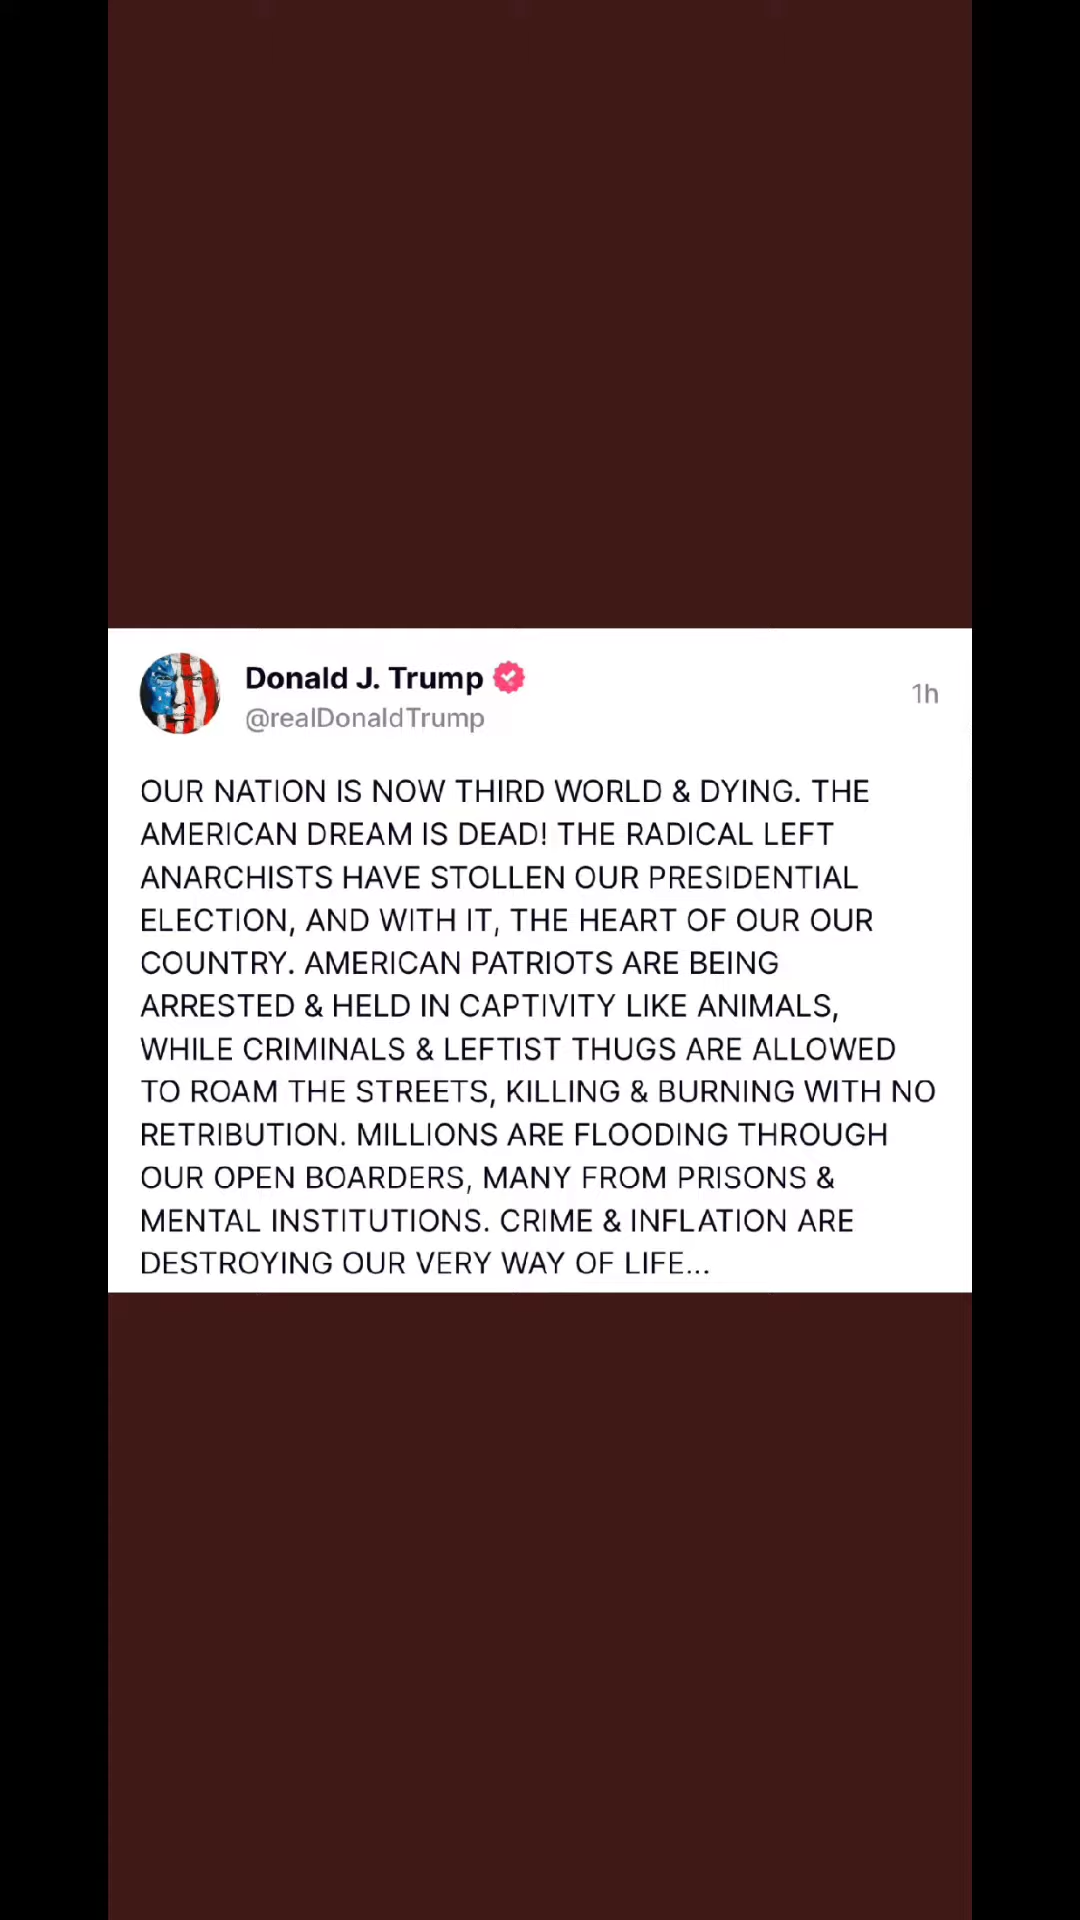 Donald J. Trump
@realDonaldTrump
1h
OUR NATION IS NOW THIRD WORLD & DYING. THE
AMERICAN DREAM IS DEAD! THE RADICAL LEFT
ANARCHISTS HAVE STOLLEN OUR PRESIDENTIAL
ELECTION, AND WITH IT, THE HEART OF OUR OUR
COUNTRY. AMERICAN PATRIOTS ARE BEING
ARRESTED & HELD IN CAPTIVITY LIKE ANIMALS,
WHILE CRIMINALS & LEFTIST THUGS ARE ALLOWED
TO ROAM THE STREETS, KILLING & BURNING WITH NO
RETRIBUTION. MILLIONS ARE FLOODING THROUGH
OUR OPEN BOARDERS, MANY FROM PRISONS &
MENTAL INSTITUTIONS. CRIME & INFLATION ARE
DESTROYING OUR VERY WAY OF LIFE...